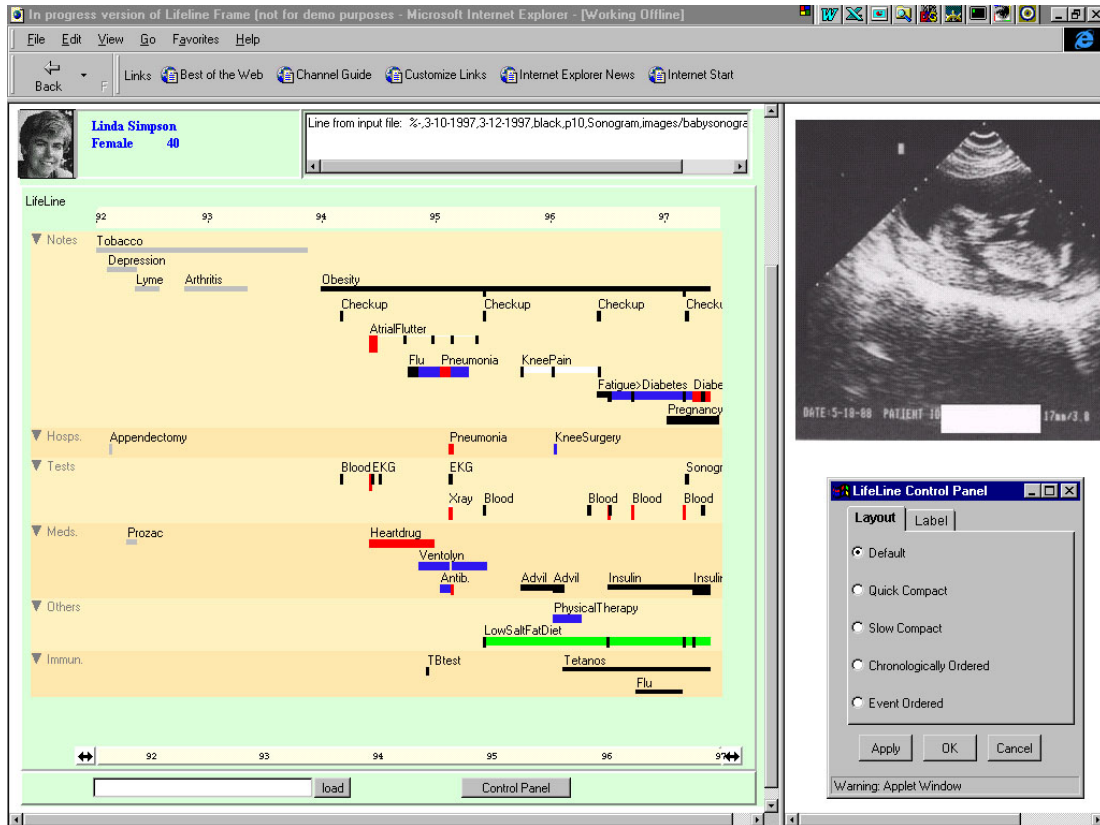 In progress version of Lifeline Frame (not for demo purposes - Microsoft Internet Explorer - [Working Offline]
File Edit View Go Favorites Help
Back F Links Best of the Web Channel Guide Customize Links Internet Explorer News Internet Start
Linda Simpson
Female 40
Line from input file: %-,3-10-1997,3-12-1997,black,p10,Sonogram,images/babysonogra
LifeLine
92 93 94 95 96 97
Notes Tobacco
Depression
Lyme Arthritis Obesity
Checkup Checkup Checkup Checku
AtrialFlutter
Flu Pneumonia KneePain
Fatigue>Diabetes Diabe
Pregnancy
Hosps. Appendectomy Pneumonia KneeSurgery
Tests Blood EKG EKG Sonogr
Xray Blood Blood Blood Blood
Meds. Prozac Heartdrug
Ventolyn
Antib. Advil Advil Insulin Insulin
Others PhysicalTherapy
LowSaltFatDiet
Immun. TBtest Tetanos
Flu
92 93 94 95 96 97
load Control Panel
DATE:5-18-88 PATIENT ID 17mm/3.0
LifeLine Control Panel
Layout Label
Default
Quick Compact
Slow Compact
Chronologically Ordered
Event Ordered
Apply OK Cancel
Warning: Applet Window